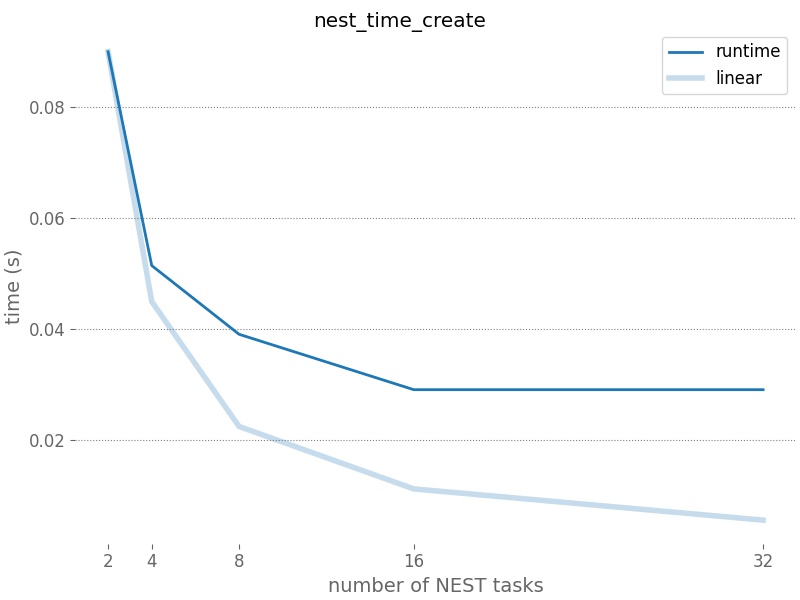 nest_time_create
runtime
linear
0.08
0.06
0.04
0.02
time (s)
2 4 8 16 32
number of NEST tasks